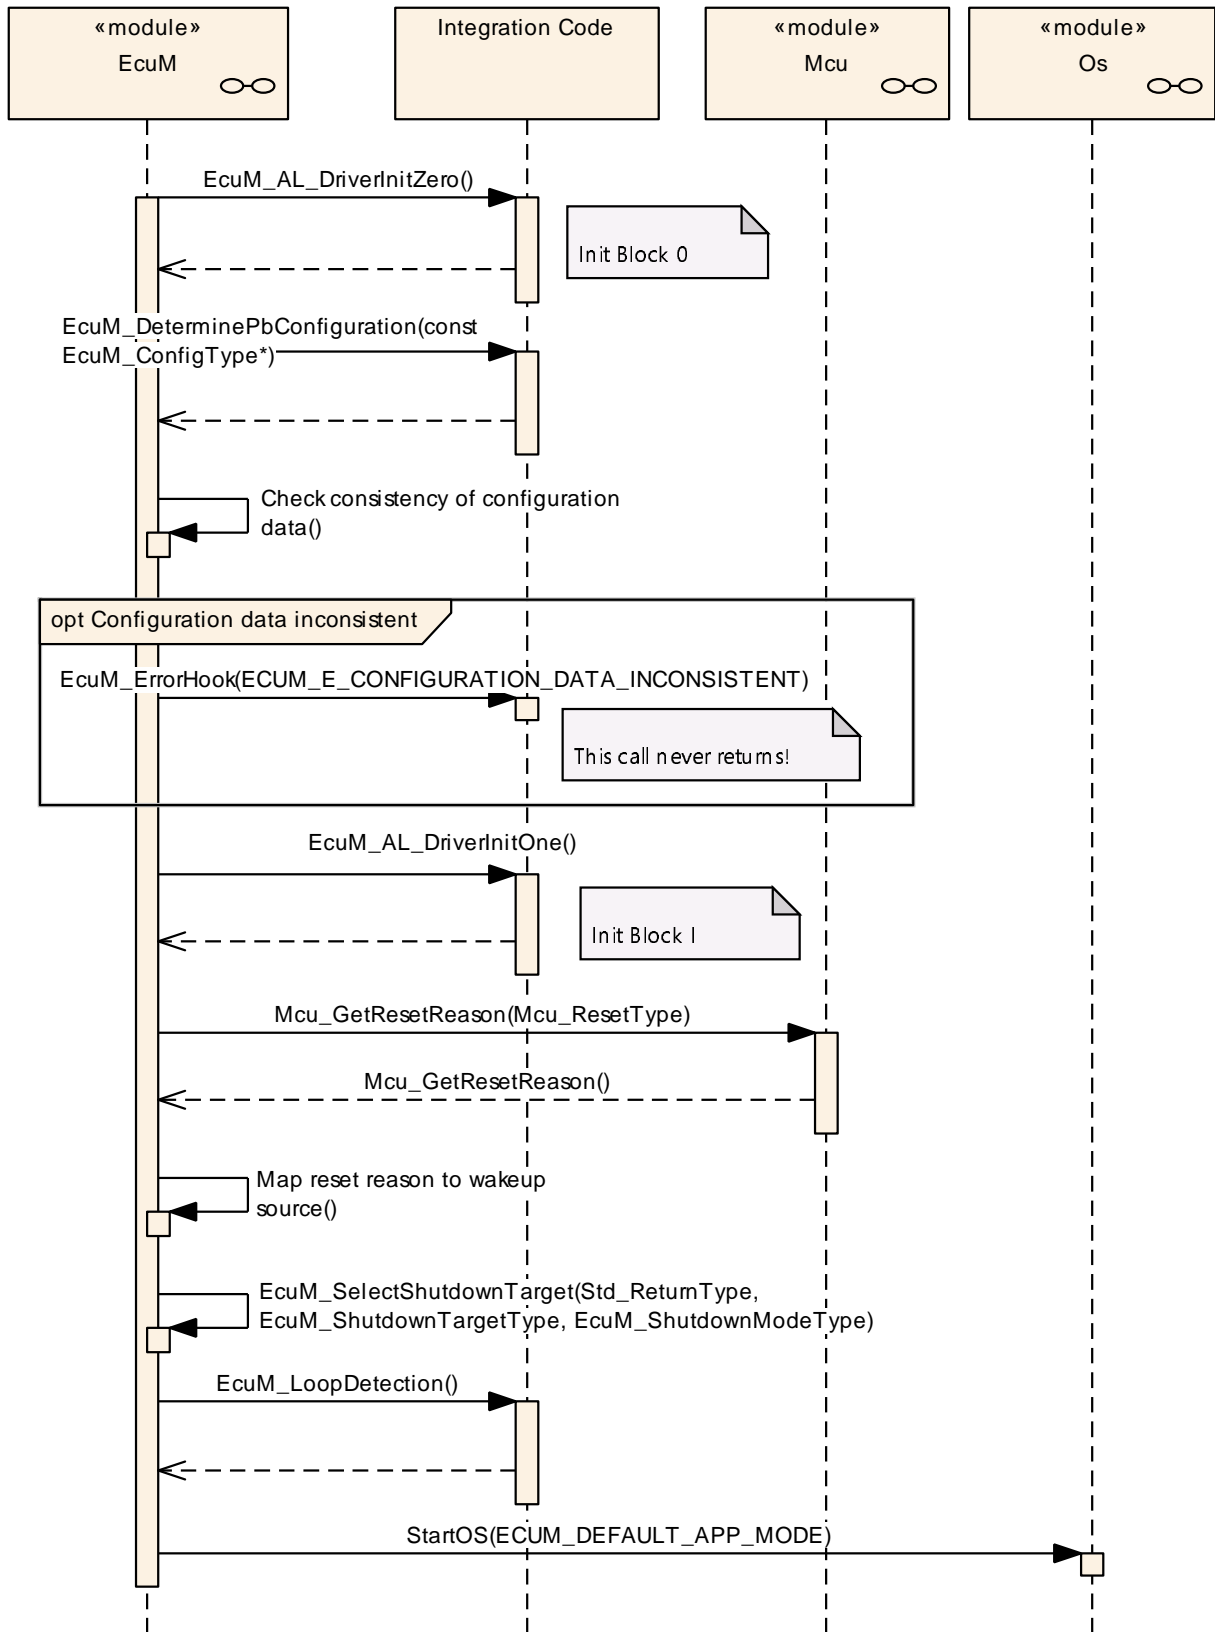 «module»
EcuM
Integration Code
«module»
Mcu
«module»
Os
EcuM_AL_DriverInitZero()
Init Block 0
EcuM_DeterminePbConfiguration(const
EcuM_ConfigType*)
Check consistency of configuration
data()
opt Configuration data inconsistent
EcuM_ErrorHook(ECUM_E_CONFIGURATION_DATA_INCONSISTENT)
This call never returns!
EcuM_AL_DriverInitOne()
Init Block I
Mcu_GetResetReason(Mcu_ResetType)
Mcu_GetResetReason()
Map reset reason to wakeup
source()
EcuM_SelectShutdownTarget(Std_ReturnType,
EcuM_ShutdownTargetType, EcuM_ShutdownModeType)
EcuM_LoopDetection()
StartOS(ECUM_DEFAULT_APP_MODE)